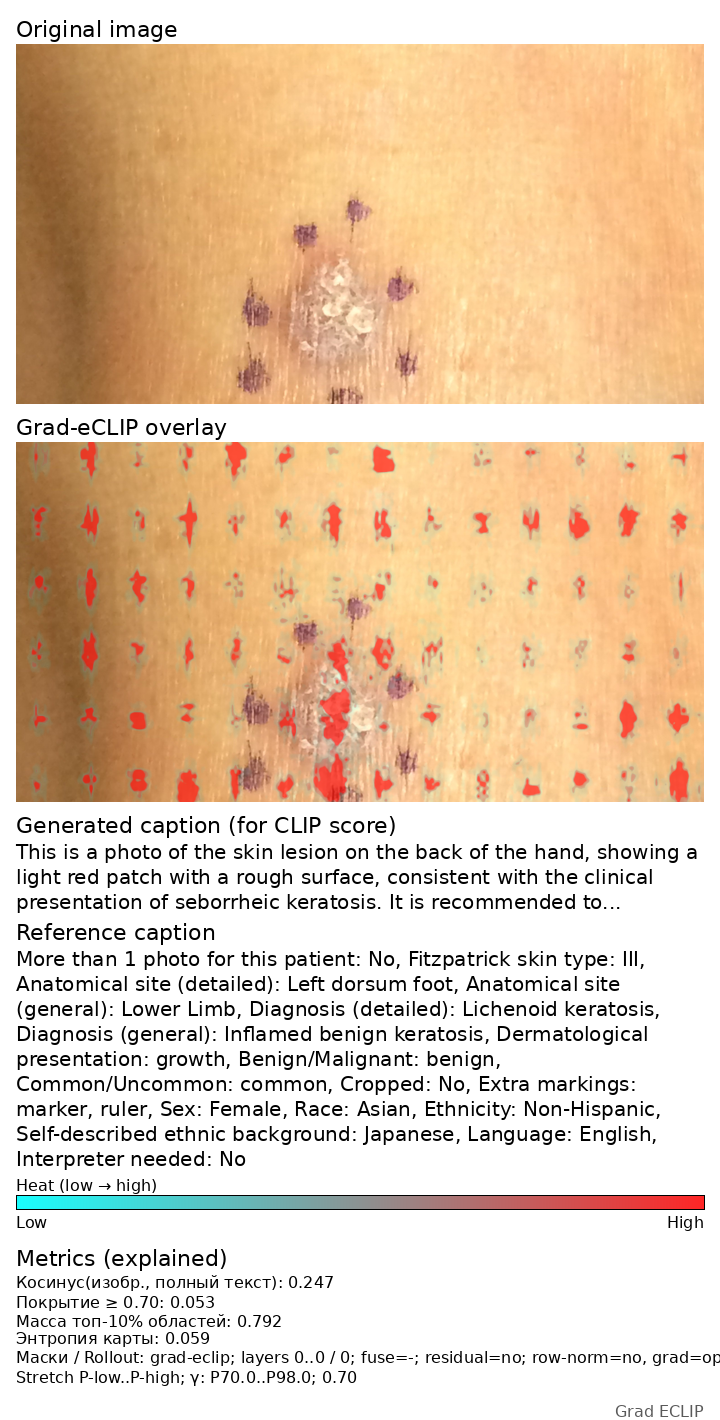 Original image
Grad-eCLIP overlay
Generated caption (for CLIP score)
This is a photo of the skin lesion on the back of the hand, showing a
light red patch with a rough surface, consistent with the clinical
presentation of seborrheic keratosis. It is recommended to...
Reference caption
More than 1 photo for this patient: No, Fitzpatrick skin type: III,
Anatomical site (detailed): Left dorsum foot, Anatomical site
(general): Lower Limb, Diagnosis (detailed): Lichenoid keratosis,
Diagnosis (general): Inflamed benign keratosis, Dermatological
presentation: growth, Benign/Malignant: benign,
Common/Uncommon: common, Cropped: No, Extra markings:
marker, ruler, Sex: Female, Race: Asian, Ethnicity: Non-Hispanic,
Self-described ethnic background: Japanese, Language: English,
Interpreter needed: No
Heat (low → high)
Low High
Metrics (explained)
Косинус(изобр., полный текст): 0.247
Покрытие ≥ 0.70: 0.053
Масса топ-10% областей: 0.792
Энтропия карты: 0.059
Маски / Rollout: grad-eclip; layers 0..0 / 0; fuse=-; residual=no; row-norm=no, grad=op
Stretch P-low..P-high; γ: P70.0..P98.0; 0.70
Grad ECLIP